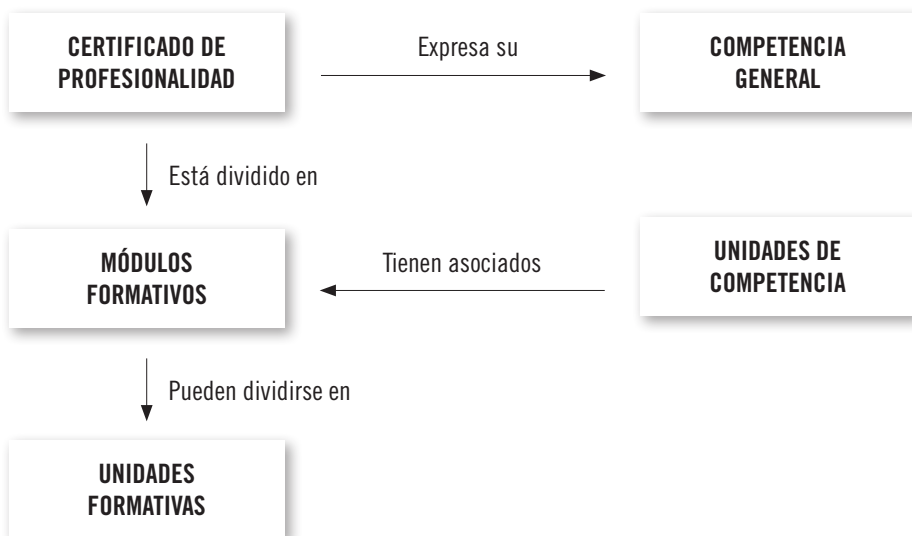 CERTIFICADO DE
PROFESIONALIDAD
Expresa su
COMPETENCIA
GENERAL
Está dividido en
MÓDULOS
FORMATIVOS
Tienen asociados
UNIDADES DE
COMPETENCIA
Pueden dividirse en
UNIDADES
FORMATIVAS